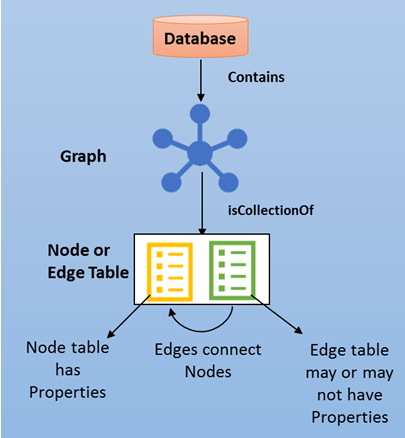 Database
Contains
Graph
isCollectionOf
Node or
Edge Table
Node table
has
Properties
Edges connect
Nodes
Edge table
may or may
not have
Properties